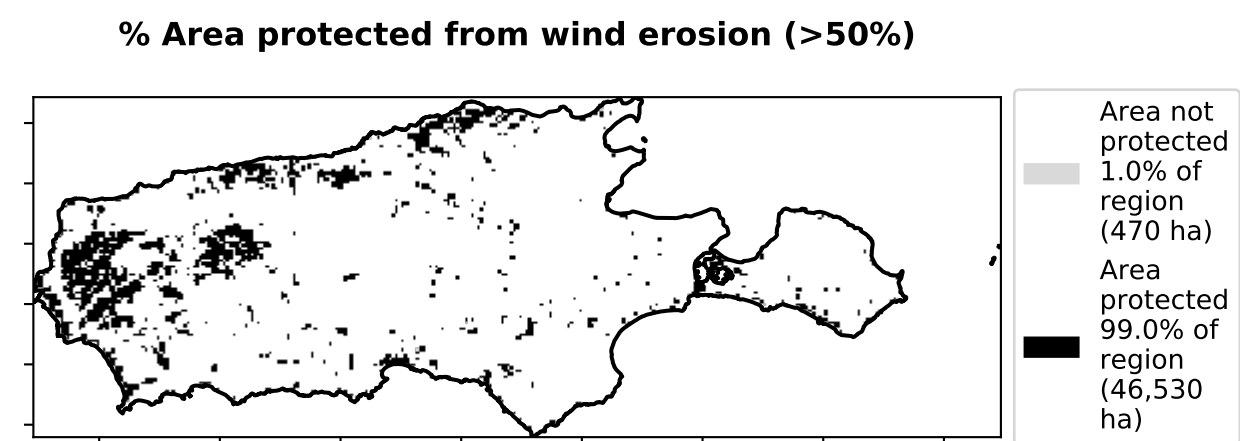 % Area protected from wind erosion (>50%)
Area not
protected
1.0% of
region
(470 ha)
Area
protected
99.0% of
region
(46,530
ha)